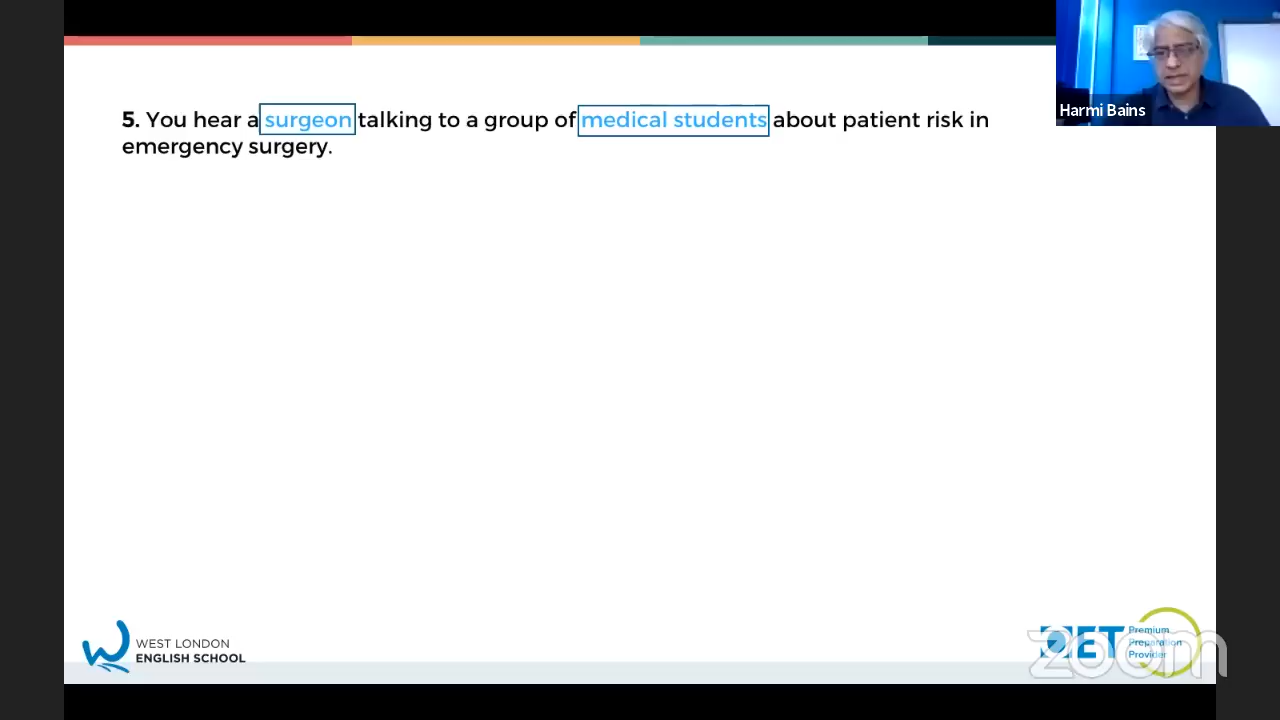 Harmi Bains
5. You hear a surgeon talking to a group of medical students about patient risk in
emergency surgery.
WEST LONDON
ENGLISH SCHOOL
OET
Premium
Preparation
Provider
zoom